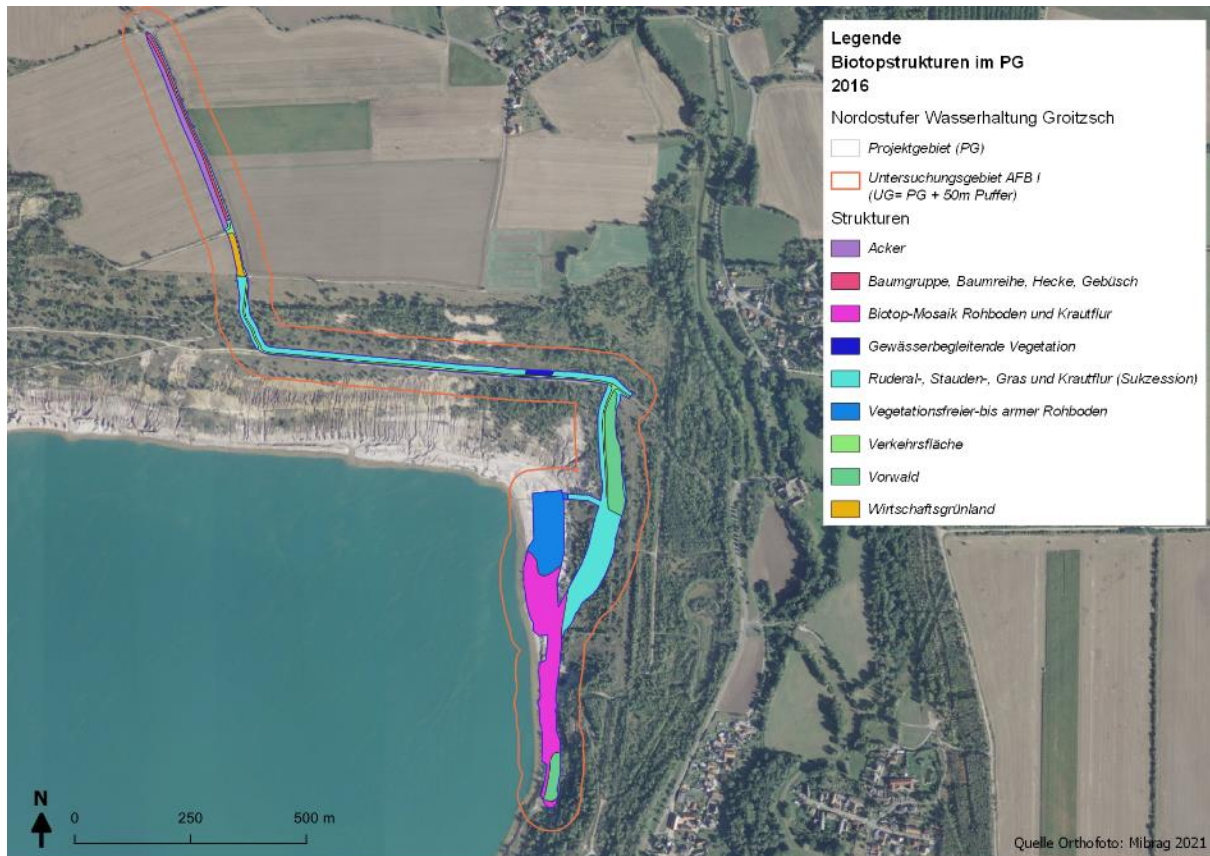 Legende
Biotopstrukturen im PG
2016
Nordostufer Wasserhaltung Groitzsch
Projektgebiet (PG)
Untersuchungsgebiet AFB I
(UG= PG + 50m Puffer)
Strukturen
Acker
Baumgruppe, Baumreihe, Hecke, Gebüsch
Biotop-Mosaik Rohboden und Krautflur
Gewässerbegleitende Vegetation
Ruderal-, Stauden-, Gras und Krautflur (Sukzession)
Vegetationsfreier-bis armer Rohboden
Verkehrsfläche
Vorwald
Wirtschaftsgrünland
N
0 250 500 m
Quelle Orthofoto: Mibrag 2021